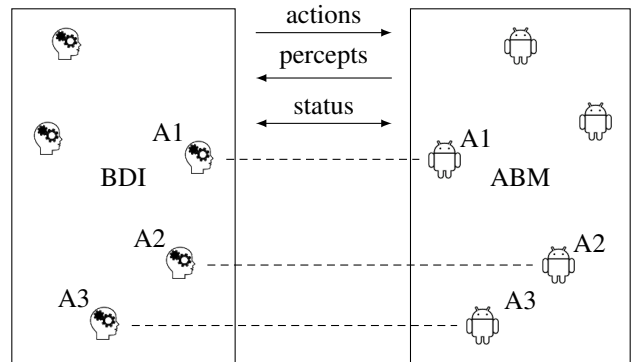 actions
percepts
status
A1
A1
BDI
ABM
A2
A2
A3
A3